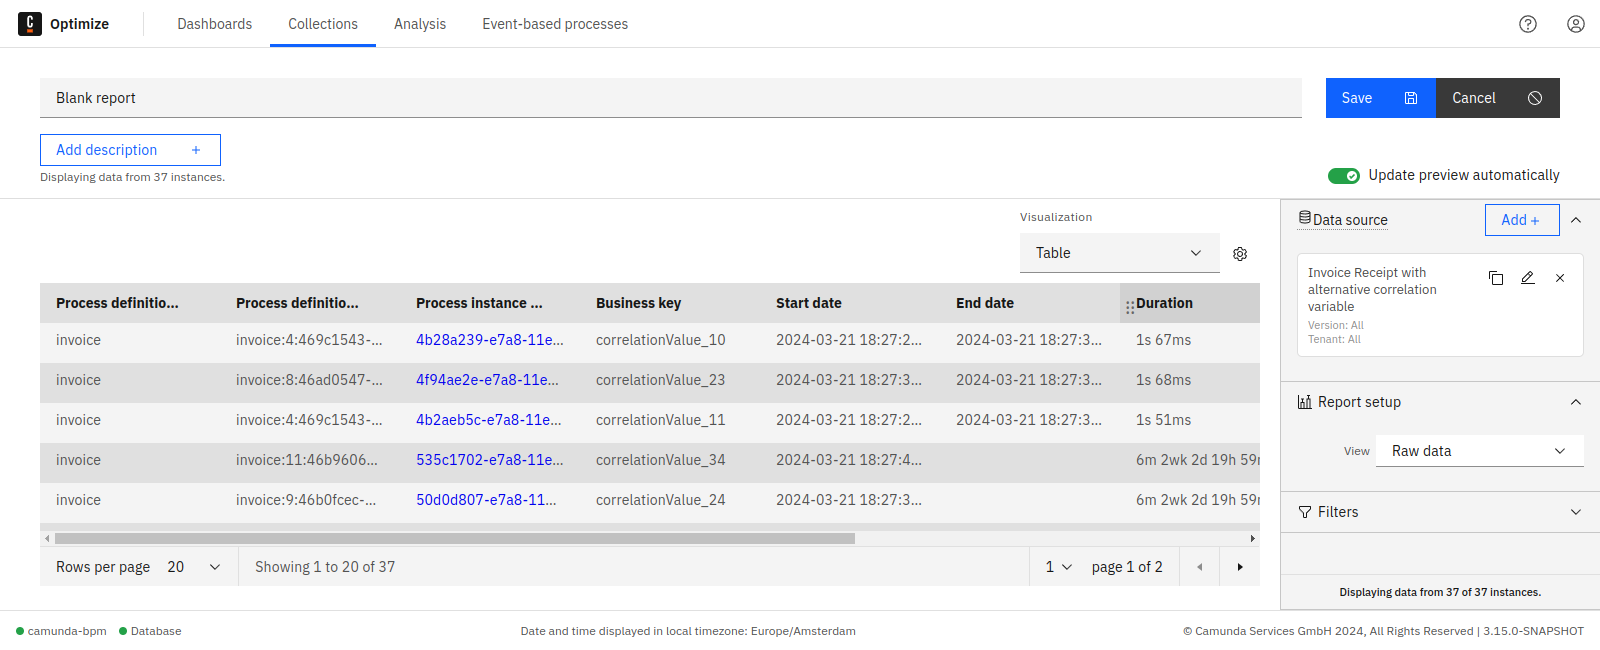 Optimize
Dashboards
Collections
Analysis
Event-based processes
Blank report
Save
Cancel
Add description +
Displaying data from 37 instances.
Update preview automatically
Visualization
Table
Process definitio... Process definitio... Process instance ... Business key Start date End date Duration
invoice invoice:4:469c1543-... 4b28a239-e7a8-11e... correlationValue_10 2024-03-21 18:27:2... 2024-03-21 18:27:3... 1s 67ms
invoice invoice:8:46ad0547-... 4f94ae2e-e7a8-11e... correlationValue_23 2024-03-21 18:27:3... 2024-03-21 18:27:3... 1s 68ms
invoice invoice:4:469c1543-... 4b2aeb5c-e7a8-11e... correlationValue_11 2024-03-21 18:27:2... 2024-03-21 18:27:3... 1s 51ms
invoice invoice:11:46b9606... 535c1702-e7a8-11e... correlationValue_34 2024-03-21 18:27:4... 6m 2wk 2d 19h 59
invoice invoice:9:46b0fcec-... 50d0d807-e7a8-11... correlationValue_24 2024-03-21 18:27:3... 6m 2wk 2d 19h 59
Rows per page 20
Showing 1 to 20 of 37
1
page 1 of 2
Data source
Add +
Invoice Receipt with
alternative correlation
variable
Version: All
Tenant: All
Report setup
View
Raw data
Filters
Displaying data from 37 of 37 instances.
camunda-bpm
Database
Date and time displayed in local timezone: Europe/Amsterdam
© Camunda Services GmbH 2024, All Rights Reserved | 3.15.0-SNAPSHOT